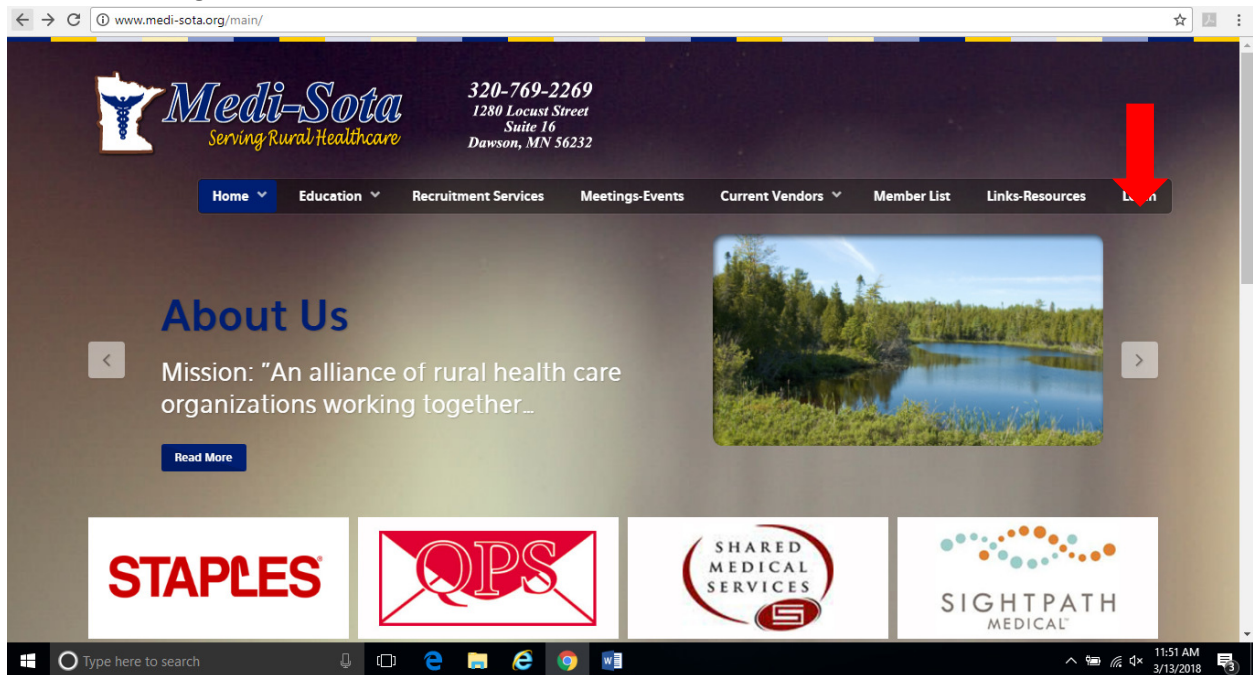 www.medi-sota.org/main/
Medi-Sota
Serving Rural Healthcare
320-769-2269
1280 Locust Street
Suite 16
Dawson, MN 56232
Home Education Recruitment Services Meetings-Events Current Vendors Member List Links-Resources
About Us
Mission: "An alliance of rural health care
organizations working together...
Read More
STAPLES
QPS
SHARED
MEDICAL
SERVICES
S
SIGHTPATH
MEDICAL
Type here to search
11:51 AM
3/13/2018
3